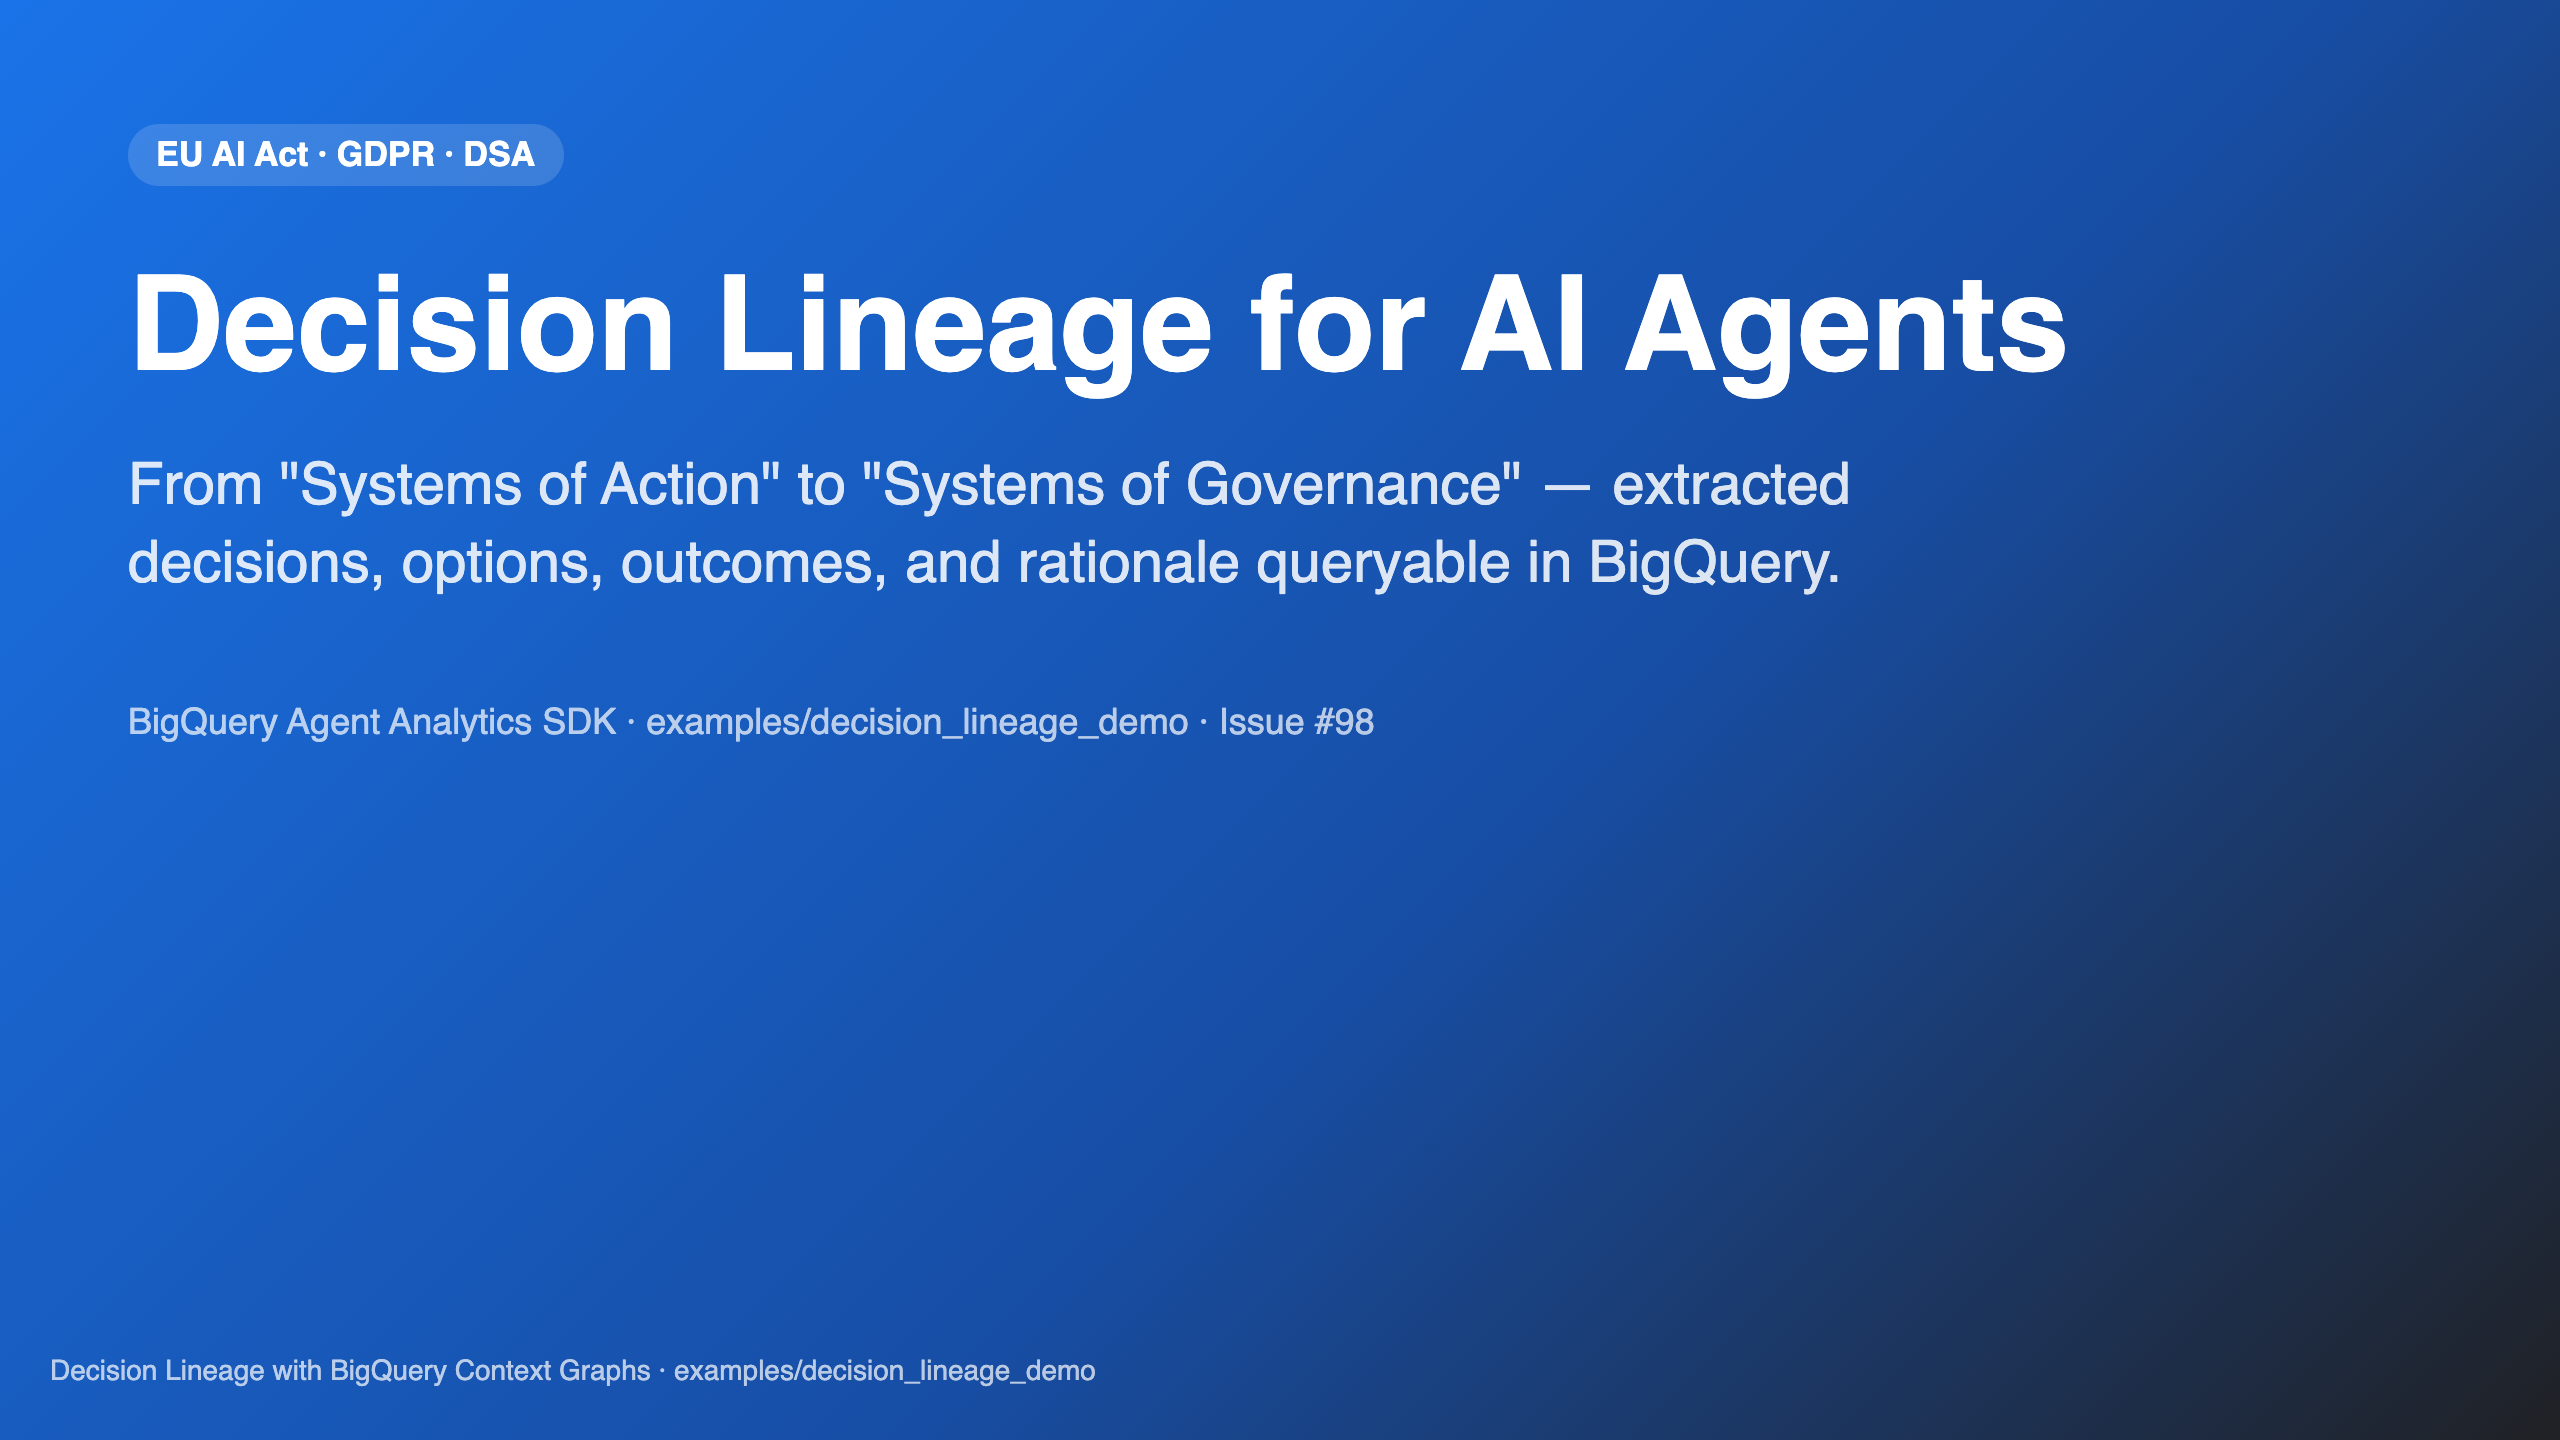 EU AI Act · GDPR · DSA
Decision Lineage for AI Agents
From "Systems of Action" to "Systems of Governance" — extracted
decisions, options, outcomes, and rationale queryable in BigQuery.
BigQuery Agent Analytics SDK · examples/decision_lineage_demo · Issue #98
Decision Lineage with BigQuery Context Graphs · examples/decision_lineage_demo